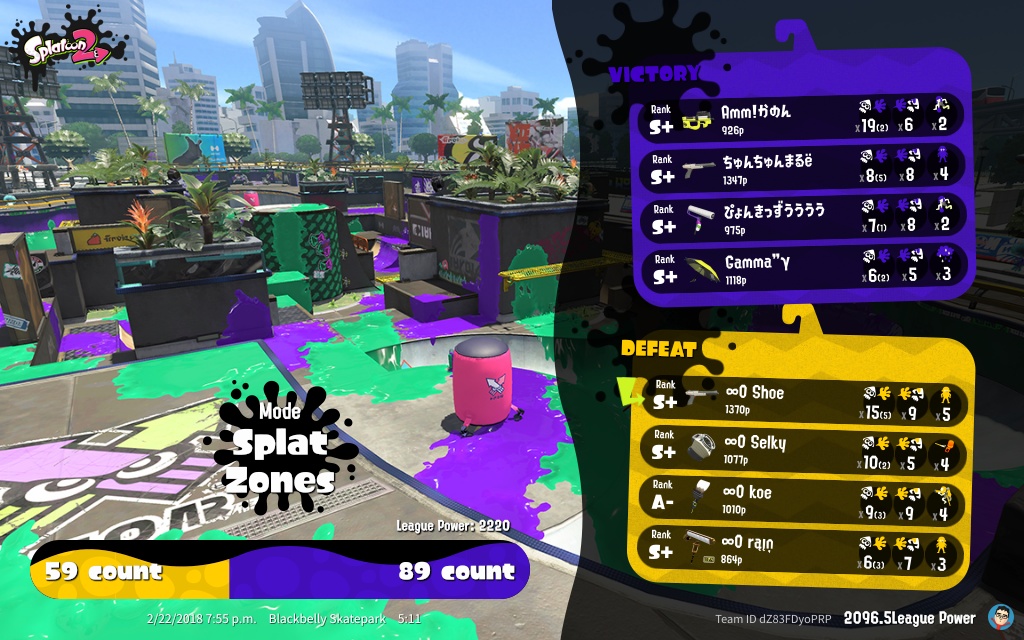 Splatoon 2
VICTORY
Rank S+ Amm!かめん 926p x19(2) x6 x2
Rank S+ ちゅんちゅんまるë 1347p x8(5) x8 x4
Rank S+ ぴょんきっずうううう 975p x7(1) x8 x2
Rank S+ Gamma"γ 1118p x6(2) x5 x3
DEFEAT
Rank S+ ∞0 Shoe 1370p x15(5) x9 x5
Rank S+ ∞0 Selky 1077p x10(2) x5 x4
Rank A- ∞0 koe 1010p x9(3) x9 x4
Rank S+ ∞0 rain 864p x6(3) x7 x3
Mode
Splat
Zones
League Power: 2220
59 count 89 count
2/22/2018 7:55 p.m. Blackbelly Skatepark 5:11
Team ID dZ83FDyoPRP 2096.5League Power